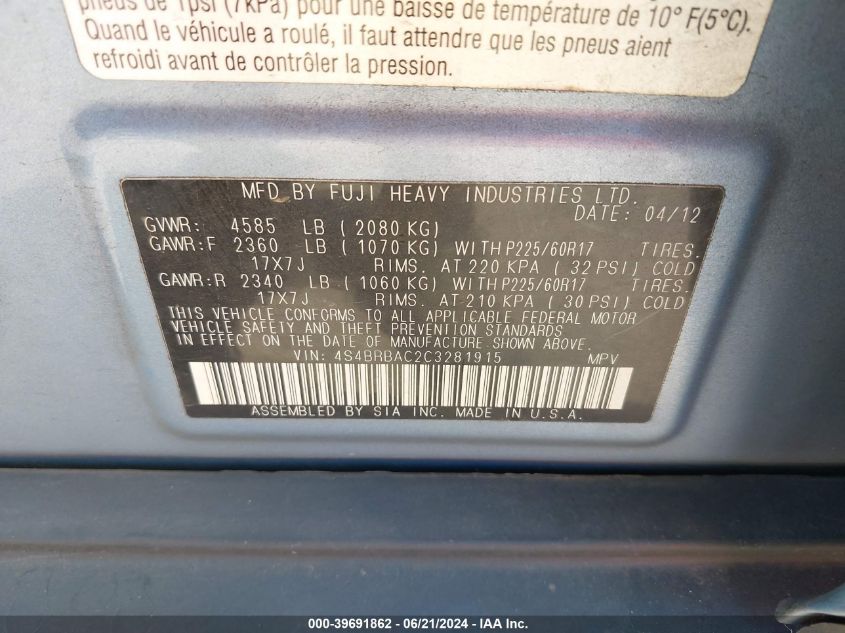 pneus de 1psi (7kPa) pour une baisse de température de 10° F(5°C).
Quand le véhicule a roulé, il faut attendre que les pneus aient
refroidi avant de contrôler la pression.
MFD BY FUJI HEAVY INDUSTRIES LTD.
DATE: 04/12
GVWR: 4585 LB ( 2080 KG)
GAWR:F 2360 LB ( 1070 KG) WITH P225/60R17 TIRES.
17X7J RIMS. AT 220 KPA ( 32 PSI) COLD
GAWR:R 2340 LB ( 1060 KG) WITH P225/60R17 TIRES.
17X7J RIMS. AT 210 KPA ( 30 PSI) COLD
THIS VEHICLE CONFORMS TO ALL APPLICABLE FEDERAL MOTOR
VEHICLE SAFETY AND THEFT PREVENTION STANDARDS
IN EFFECT ON THE DATE OF MANUFACTURE SHOWN ABOVE.
VIN: 4S4BRBAC2C3281915 MPV
ASSEMBLED BY SIA INC. MADE IN U.S.A.
000-39691862 - 06/21/2024 - IAA Inc.